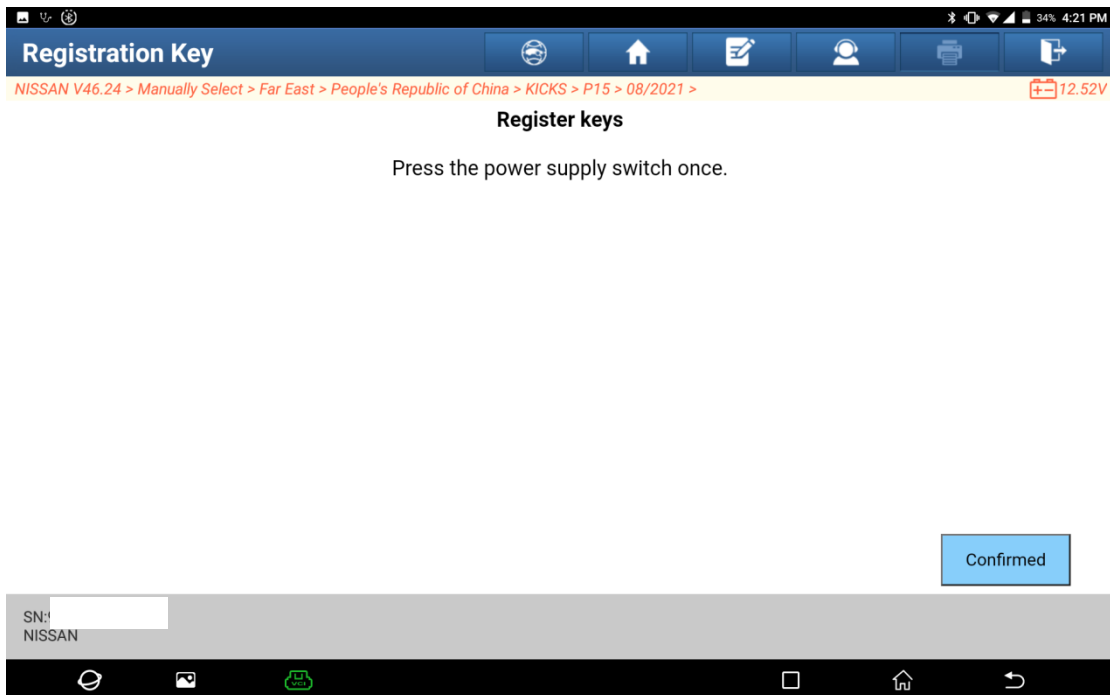 34% 4:21 PM
Registration Key
NISSAN V46.24 > Manually Select > Far East > People's Republic of China > KICKS > P15 > 08/2021 >
12.52V
Register keys
Press the power supply switch once.
Confirmed
SN:
NISSAN
VCI